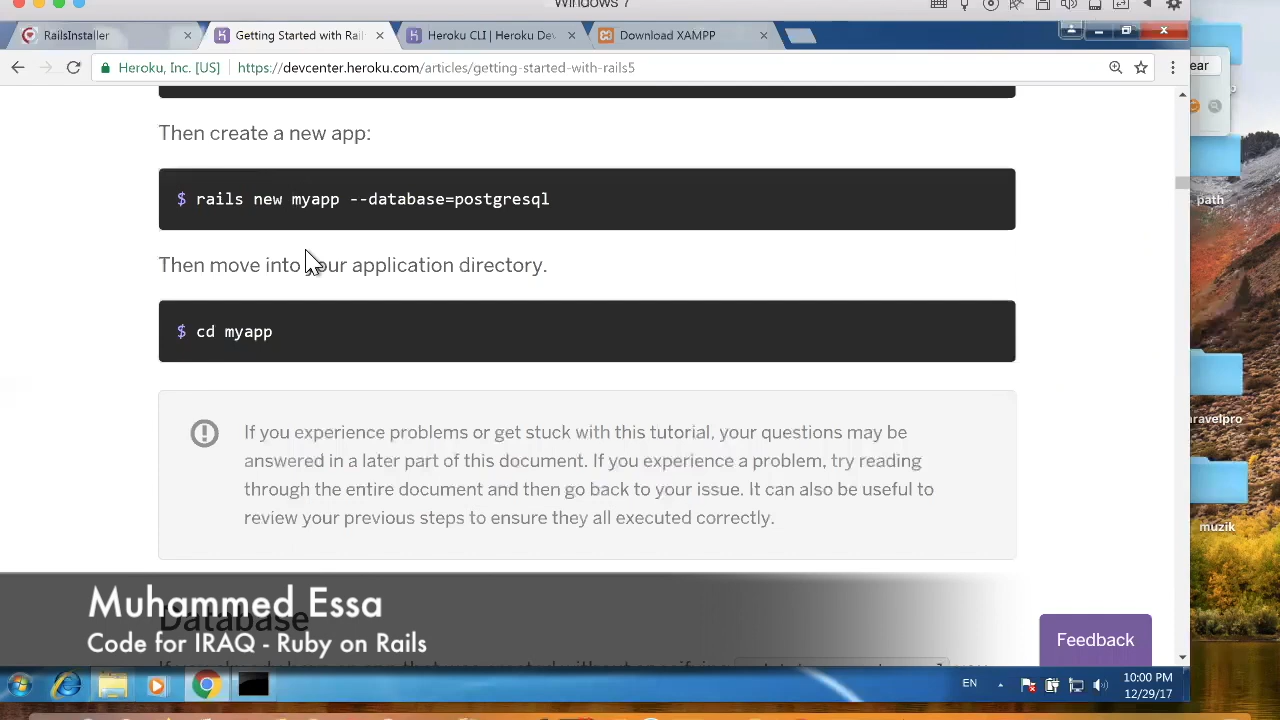 Windows 7
RailsInstaller
Getting Started with Rail
Heroku CLI | Heroku Dev
Download XAMPP
ear
Heroku, Inc. [US]
https://devcenter.heroku.com/articles/getting-started-with-rails5
Then create a new app:
$ rails new myapp --database=postgresql
path
Then move into your application directory.
$ cd myapp
aravelpro
If you experience problems or get stuck with this tutorial, your questions may be
answered in a later part of this document. If you experience a problem, try reading
through the entire document and then go back to your issue. It can also be useful to
review your previous steps to ensure they all executed correctly.
muzik
Muhammed Essa
Database
Code for IRAQ - Ruby on Rails
Feedback
EN
10:00 PM
12/29/17